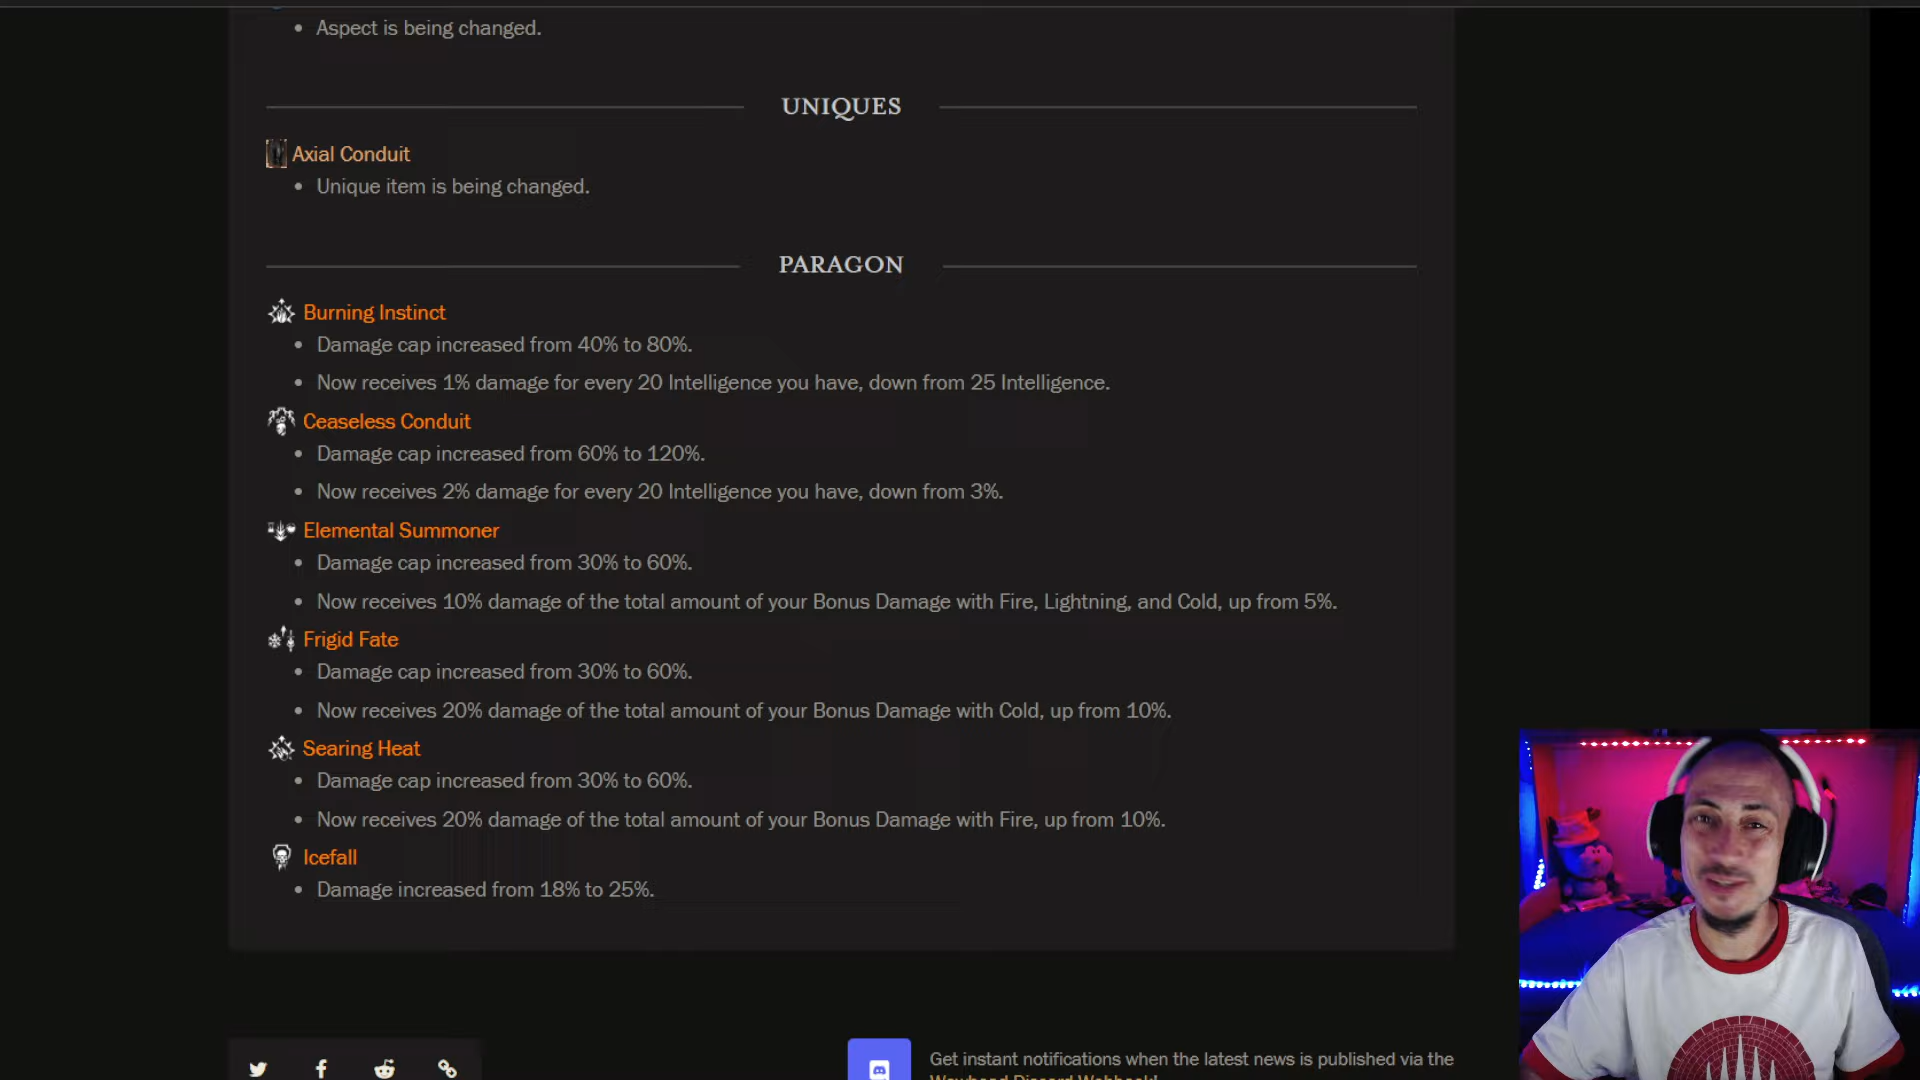 Aspect is being changed.
UNIQUES
Axial Conduit
Unique item is being changed.
PARAGON
Burning Instinct
Damage cap increased from 40% to 80%.
Now receives 1% damage for every 20 Intelligence you have, down from 25 Intelligence.
Ceaseless Conduit
Damage cap increased from 60% to 120%.
Now receives 2% damage for every 20 Intelligence you have, down from 3%.
Elemental Summoner
Damage cap increased from 30% to 60%.
Now receives 10% damage of the total amount of your Bonus Damage with Fire, Lightning, and Cold, up from 5%.
Frigid Fate
Damage cap increased from 30% to 60%.
Now receives 20% damage of the total amount of your Bonus Damage with Cold, up from 10%.
Searing Heat
Damage cap increased from 30% to 60%.
Now receives 20% damage of the total amount of your Bonus Damage with Fire, up from 10%.
Icefall
Damage increased from 18% to 25%.
Get instant notifications when the latest news is published via the
Wowhead Discord Webhook!